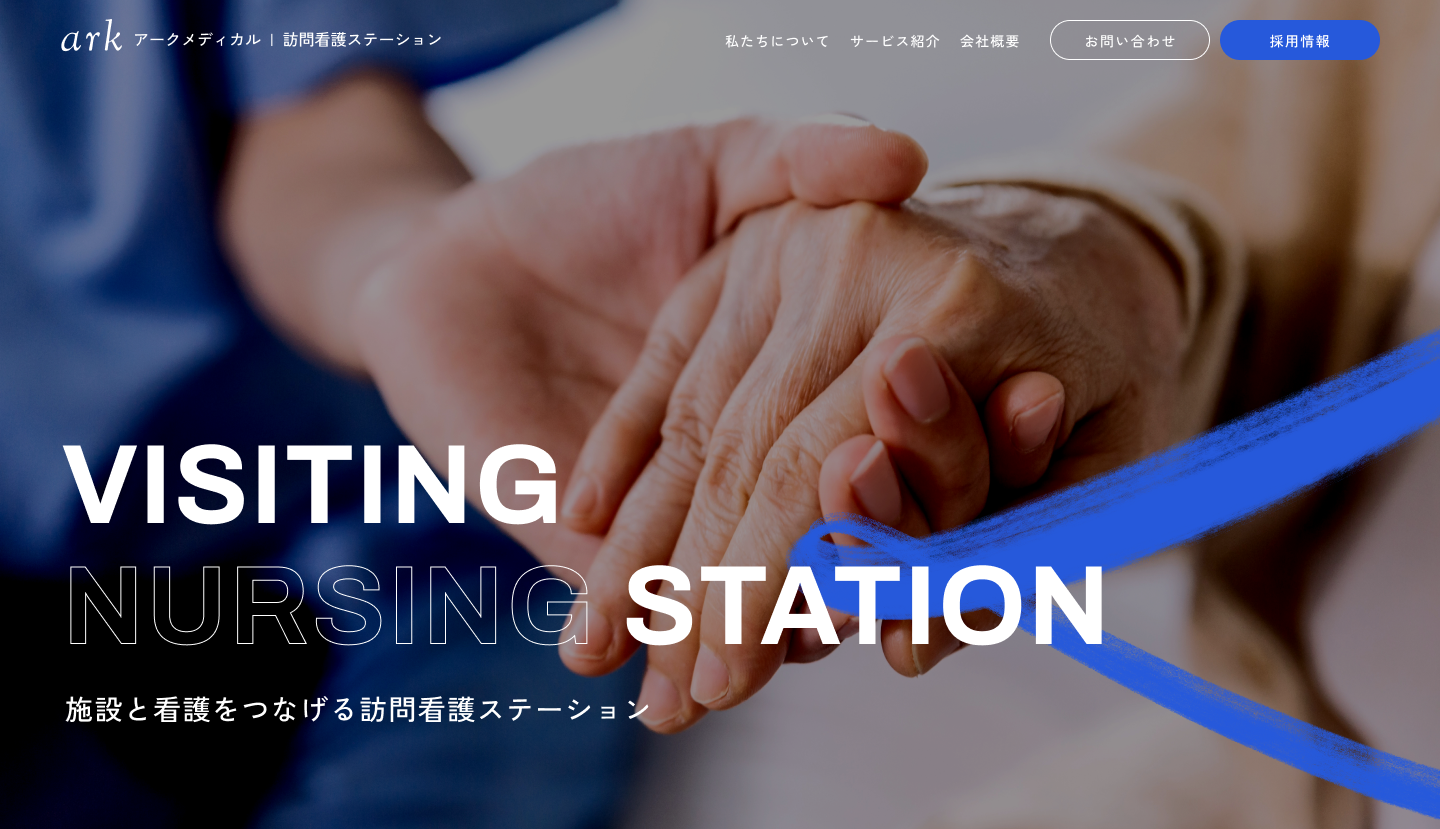 ark アークメディカル | 訪問看護ステーション
私たちについて サービス紹介 会社概要 お問い合わせ 採用情報
VISITING
NURSING STATION
施設と看護をつなげる訪問看護ステーション